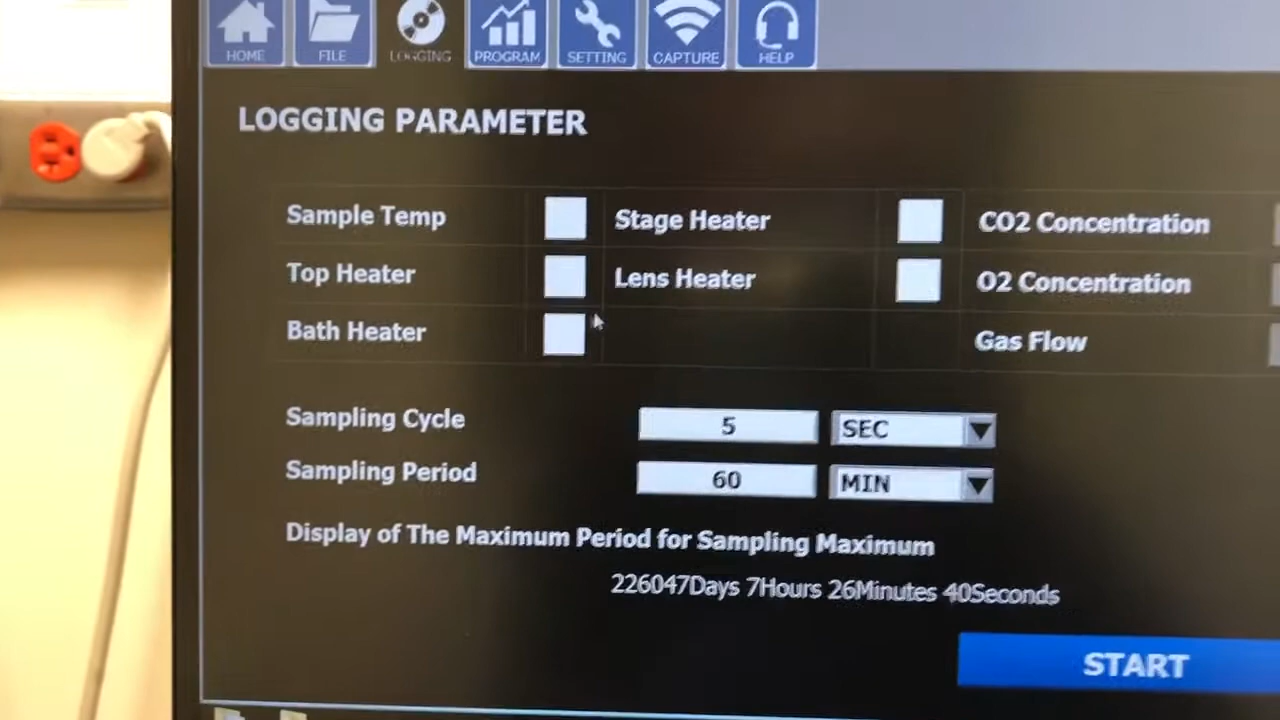 HOME FILE LOGGING PROGRAM SETTING CAPTURE HELP
LOGGING PARAMETER
Sample Temp Stage Heater CO2 Concentration
Top Heater Lens Heater O2 Concentration
Bath Heater Gas Flow
Sampling Cycle 5 SEC
Sampling Period 60 MIN
Display of The Maximum Period for Sampling Maximum
226047Days 7Hours 26Minutes 40Seconds
START